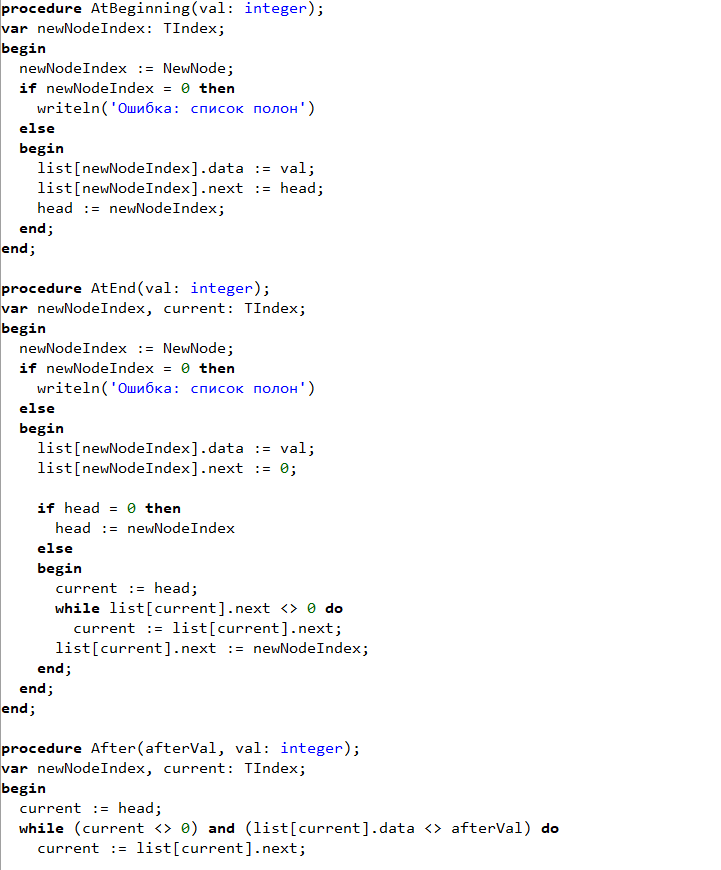 procedure AtBeginning(val: integer);
var newNodeIndex: TIndex;
begin
  newNodeIndex := NewNode;
  if newNodeIndex = 0 then
    writeln('Ошибка: список полон')
  else
  begin
    list[newNodeIndex].data := val;
    list[newNodeIndex].next := head;
    head := newNodeIndex;
  end;
end;

procedure AtEnd(val: integer);
var newNodeIndex, current: TIndex;
begin
  newNodeIndex := NewNode;
  if newNodeIndex = 0 then
    writeln('Ошибка: список полон')
  else
  begin
    list[newNodeIndex].data := val;
    list[newNodeIndex].next := 0;

    if head = 0 then
      head := newNodeIndex
    else
    begin
      current := head;
      while list[current].next <> 0 do
        current := list[current].next;
      list[current].next := newNodeIndex;
    end;
  end;
end;

procedure After(afterVal, val: integer);
var newNodeIndex, current: TIndex;
begin
  current := head;
  while (current <> 0) and (list[current].data <> afterVal) do
    current := list[current].next;